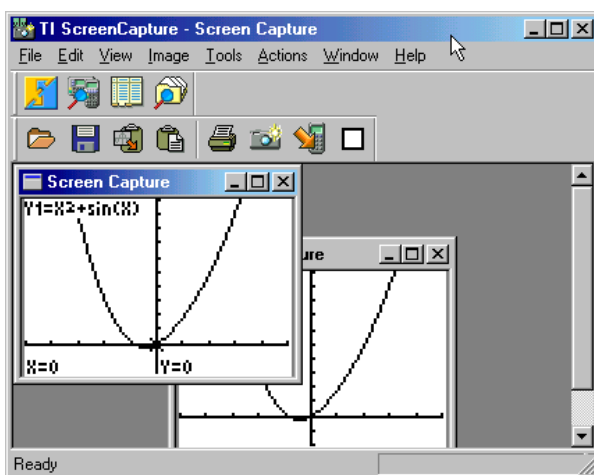 TI ScreenCapture - Screen Capture
File Edit View Image Tools Actions Window Help
Screen Capture
Y1=X²+sin(X)
X=0 Y=0
Ready